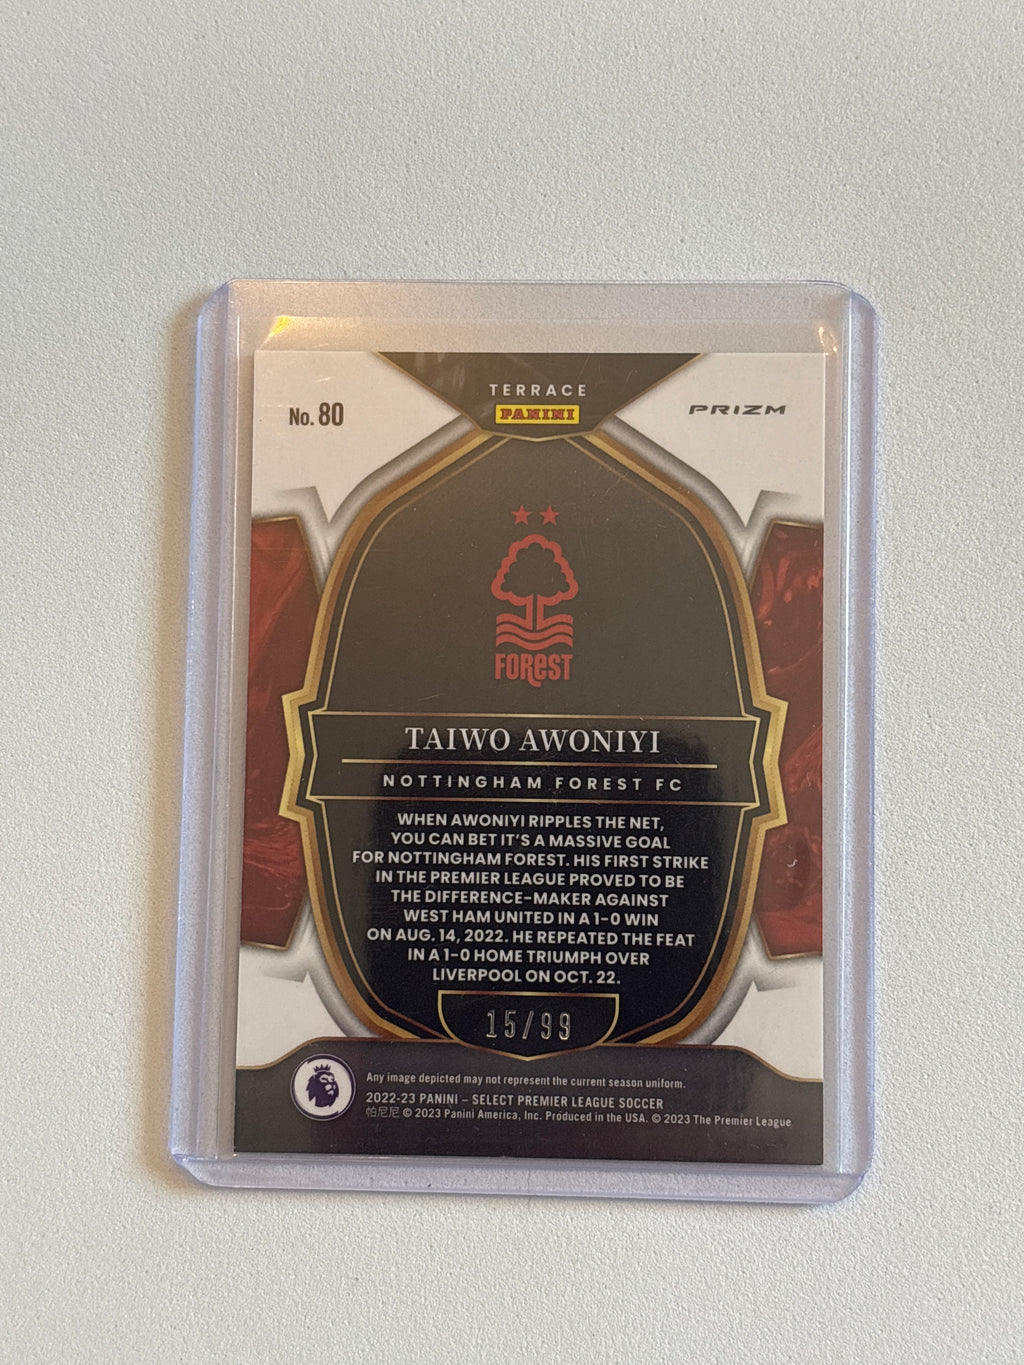 TERRACE
PANINI
No. 80
PRIZM
FOREST
TAIWO AWONIYI
NOTTINGHAM FOREST FC
WHEN AWONIYI RIPPLES THE NET,
YOU CAN BET IT'S A MASSIVE GOAL
FOR NOTTINGHAM FOREST. HIS FIRST STRIKE
IN THE PREMIER LEAGUE PROVED TO BE
THE DIFFERENCE-MAKER AGAINST
WEST HAM UNITED IN A 1-0 WIN
ON AUG. 14, 2022. HE REPEATED THE FEAT
IN A 1-0 HOME TRIUMPH OVER
LIVERPOOL ON OCT. 22.
15/99
Any image depicted may not represent the current season uniform.
2022-23 PANINI – SELECT PREMIER LEAGUE SOCCER
帕尼尼 © 2023 Panini America, Inc. Produced in the USA. © 2023 The Premier League